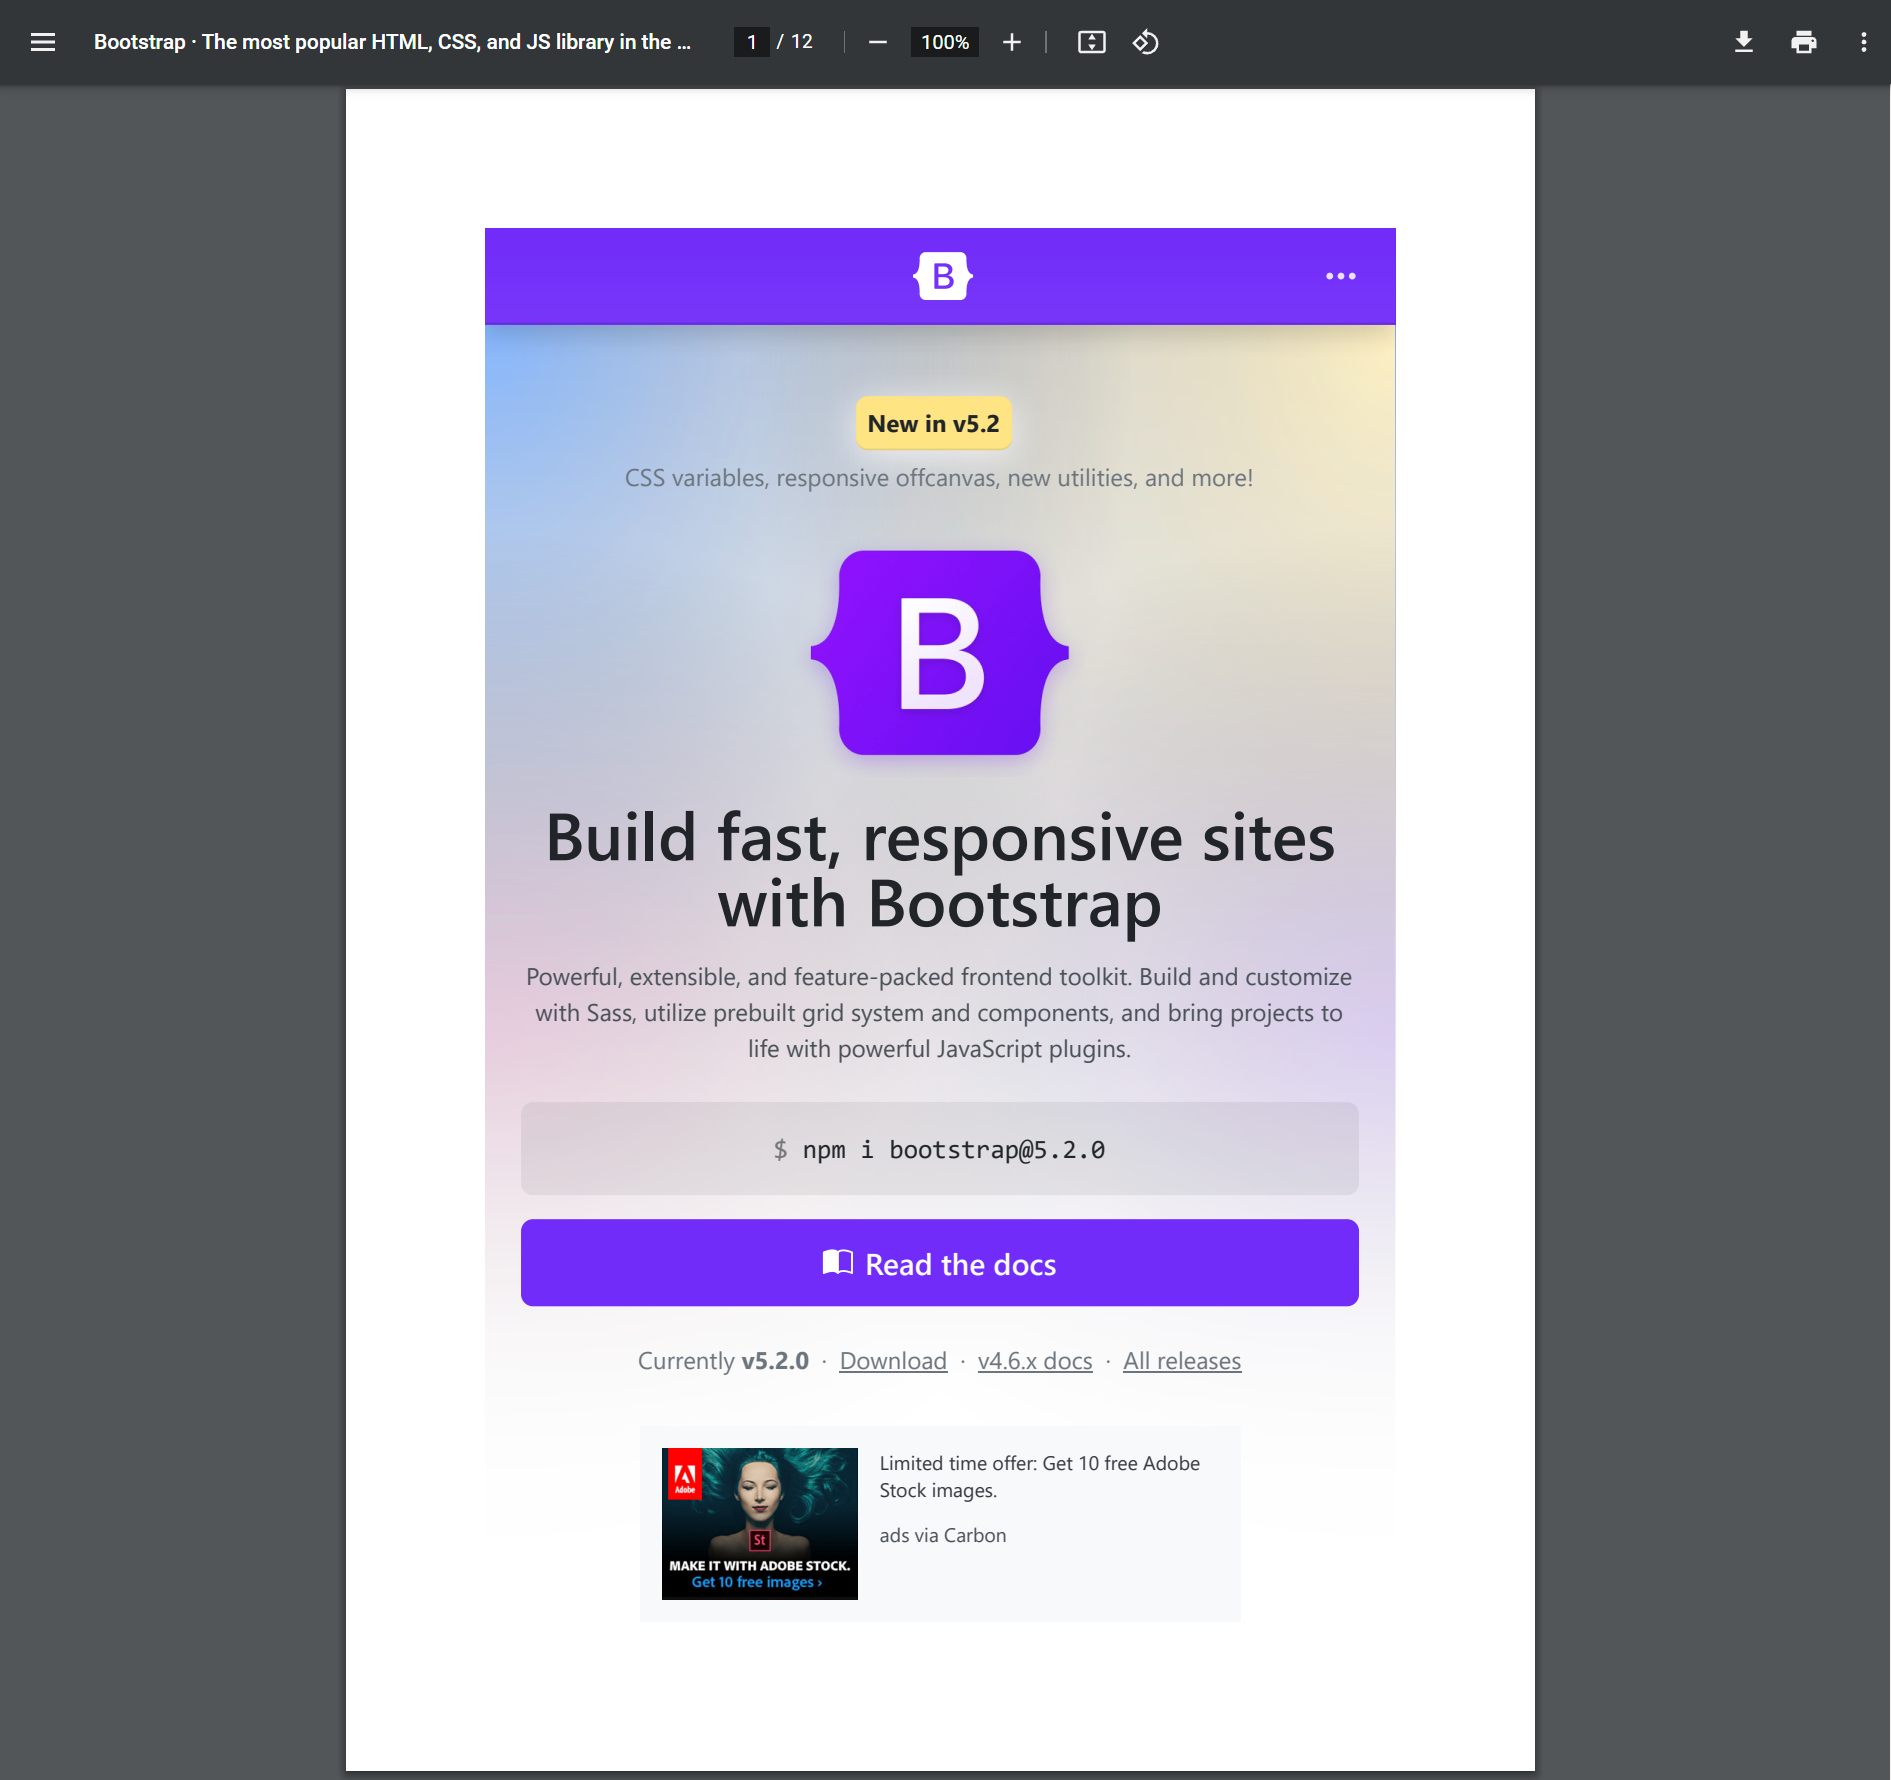 Bootstrap · The most popular HTML, CSS, and JS library in the ...
1 / 12
100%
B
New in v5.2
CSS variables, responsive offcanvas, new utilities, and more!
B
Build fast, responsive sites
with Bootstrap
Powerful, extensible, and feature-packed frontend toolkit. Build and customize
with Sass, utilize prebuilt grid system and components, and bring projects to
life with powerful JavaScript plugins.
$ npm i bootstrap@5.2.0
Read the docs
Currently v5.2.0 · Download · v4.6.x docs · All releases
Adobe
St
MAKE IT WITH ADOBE STOCK.
Get 10 free images ›
Limited time offer: Get 10 free Adobe
Stock images.
ads via Carbon